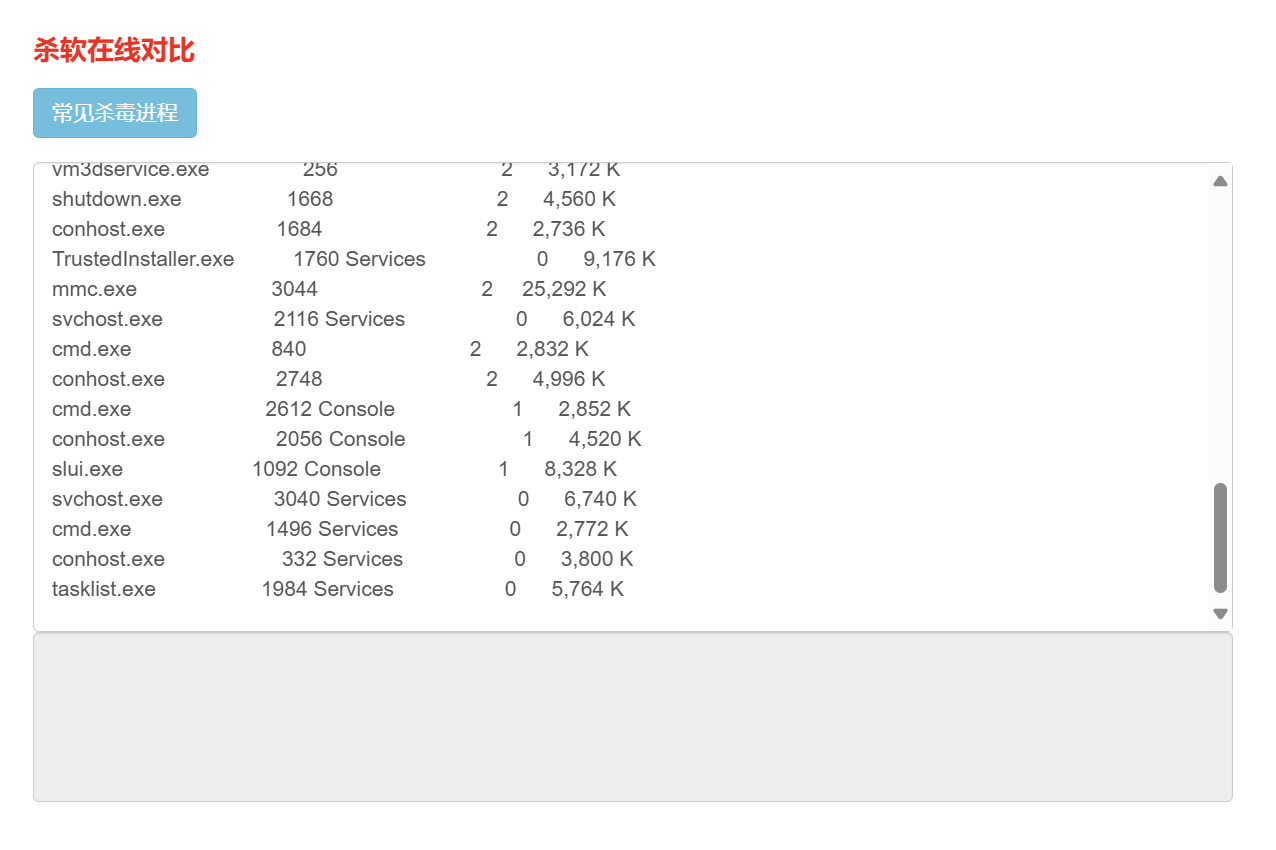 杀软在线对比
常见杀毒进程
vm3dservice.exe 256 2 3,172 K
shutdown.exe 1668 2 4,560 K
conhost.exe 1684 2 2,736 K
TrustedInstaller.exe 1760 Services 0 9,176 K
mmc.exe 3044 2 25,292 K
svchost.exe 2116 Services 0 6,024 K
cmd.exe 840 2 2,832 K
conhost.exe 2748 2 4,996 K
cmd.exe 2612 Console 1 2,852 K
conhost.exe 2056 Console 1 4,520 K
slui.exe 1092 Console 1 8,328 K
svchost.exe 3040 Services 0 6,740 K
cmd.exe 1496 Services 0 2,772 K
conhost.exe 332 Services 0 3,800 K
tasklist.exe 1984 Services 0 5,764 K